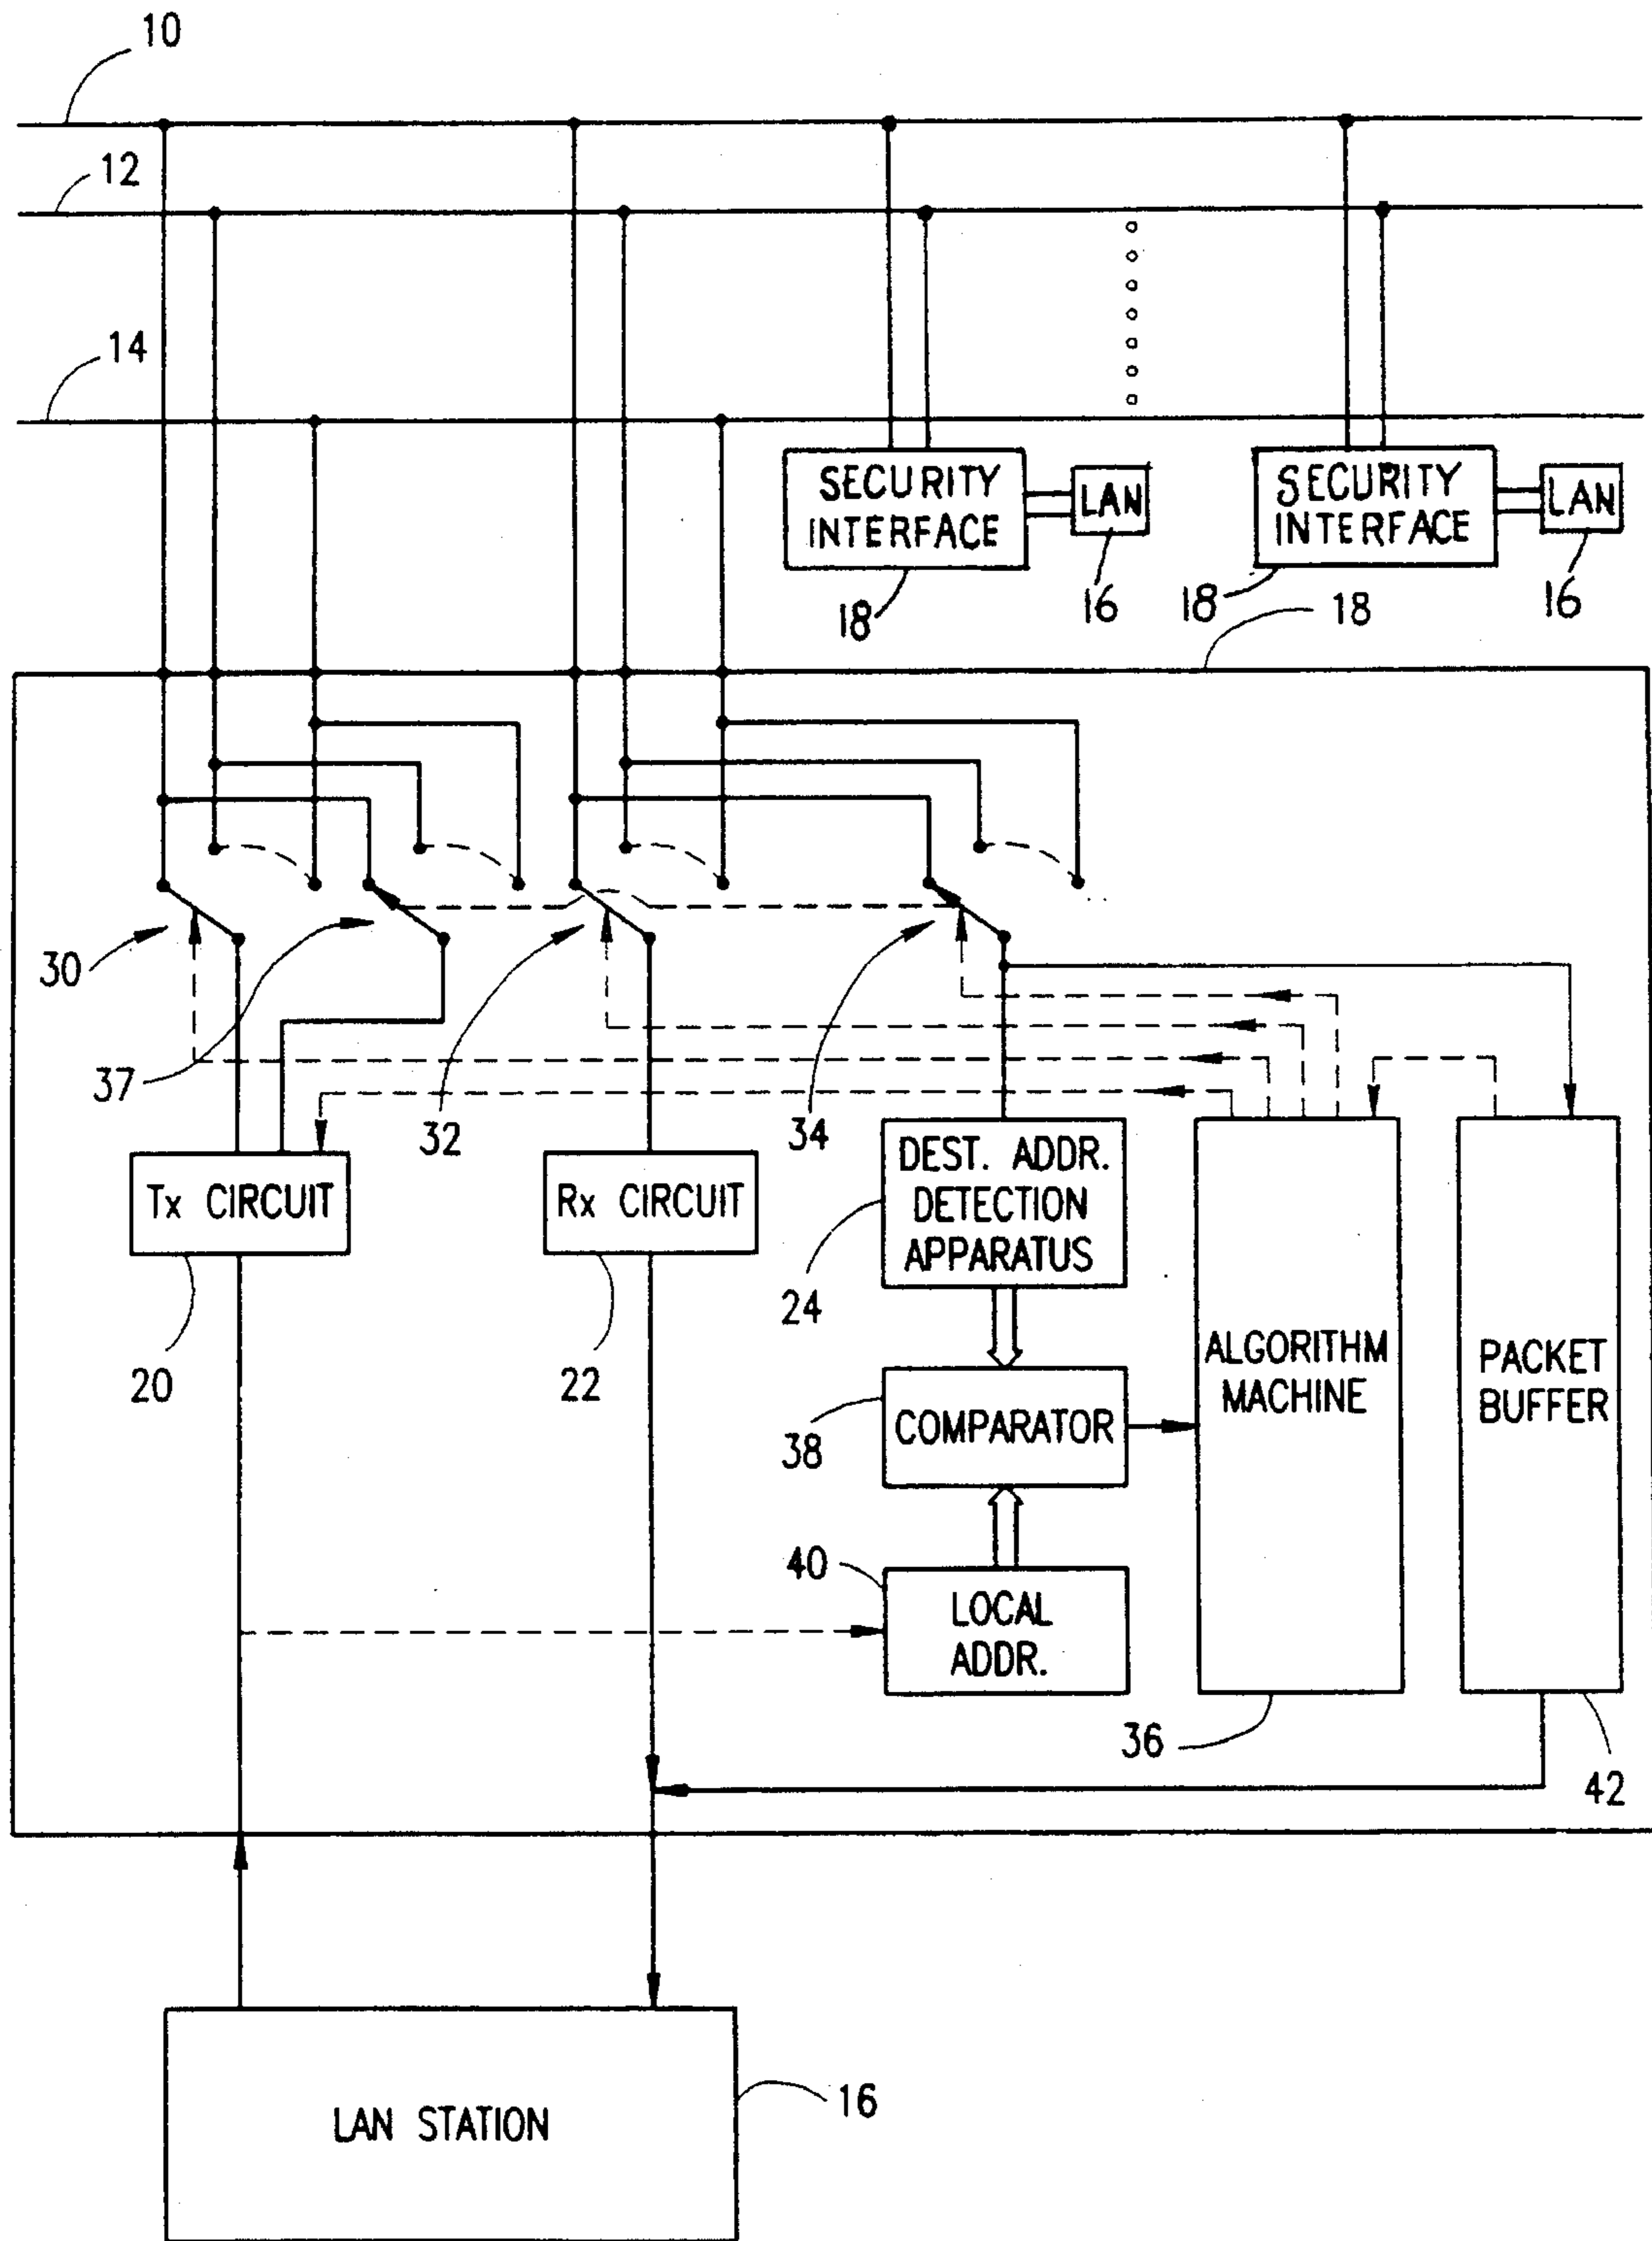 10
12
14
SECURITY
INTERFACE
LAN
SECURITY
INTERFACE
LAN
18
16
18
16
18
30
37
32
34
Tx CIRCUIT
Rx CIRCUIT
DEST. ADDR.
DETECTION
APPARATUS
20
22
24
ALGORITHM
MACHINE
PACKET
BUFFER
COMPARATOR
38
40
LOCAL
ADDR.
36
42
LAN STATION
16